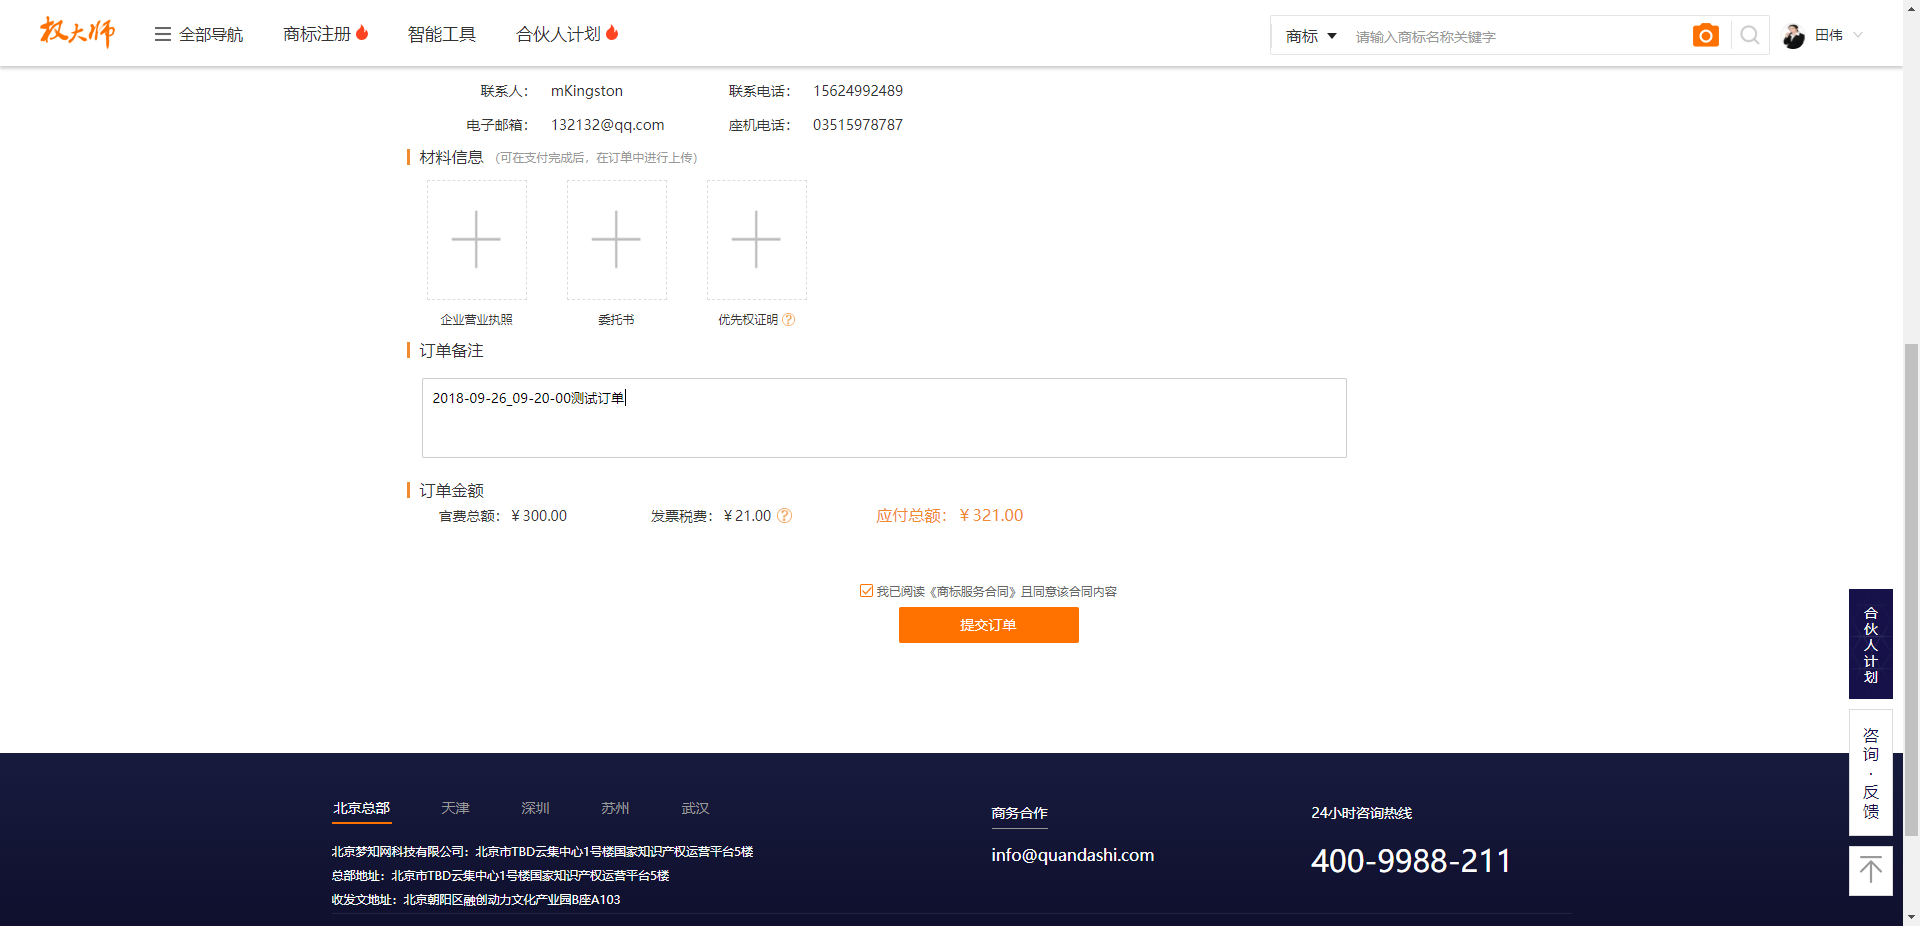 权大师
全部导航 商标注册 智能工具 合伙人计划 商标 请输入商标名称关键字 田伟
联系人： mKingston 联系电话： 15624992489
电子邮箱： 132132@qq.com 座机电话： 03515978787
材料信息 （可在支付完成后，在订单中进行上传）
企业营业执照 委托书 优先权证明 ?
订单备注
2018-09-26_09-20-00测试订单
订单金额
官费总额：￥300.00 发票税费：￥21.00 ? 应付总额：￥321.00
我已阅读《商标服务合同》且同意该合同内容
提交订单
合伙人计划
咨询·反馈
北京总部 天津 深圳 苏州 武汉
北京梦知网科技有限公司：北京市TBD云集中心1号楼国家知识产权运营平台5楼
总部地址：北京市TBD云集中心1号楼国家知识产权运营平台5楼
收发文地址：北京朝阳区融创动力文化产业园B座A103
商务合作
info@quandashi.com
24小时咨询热线
400-9988-211